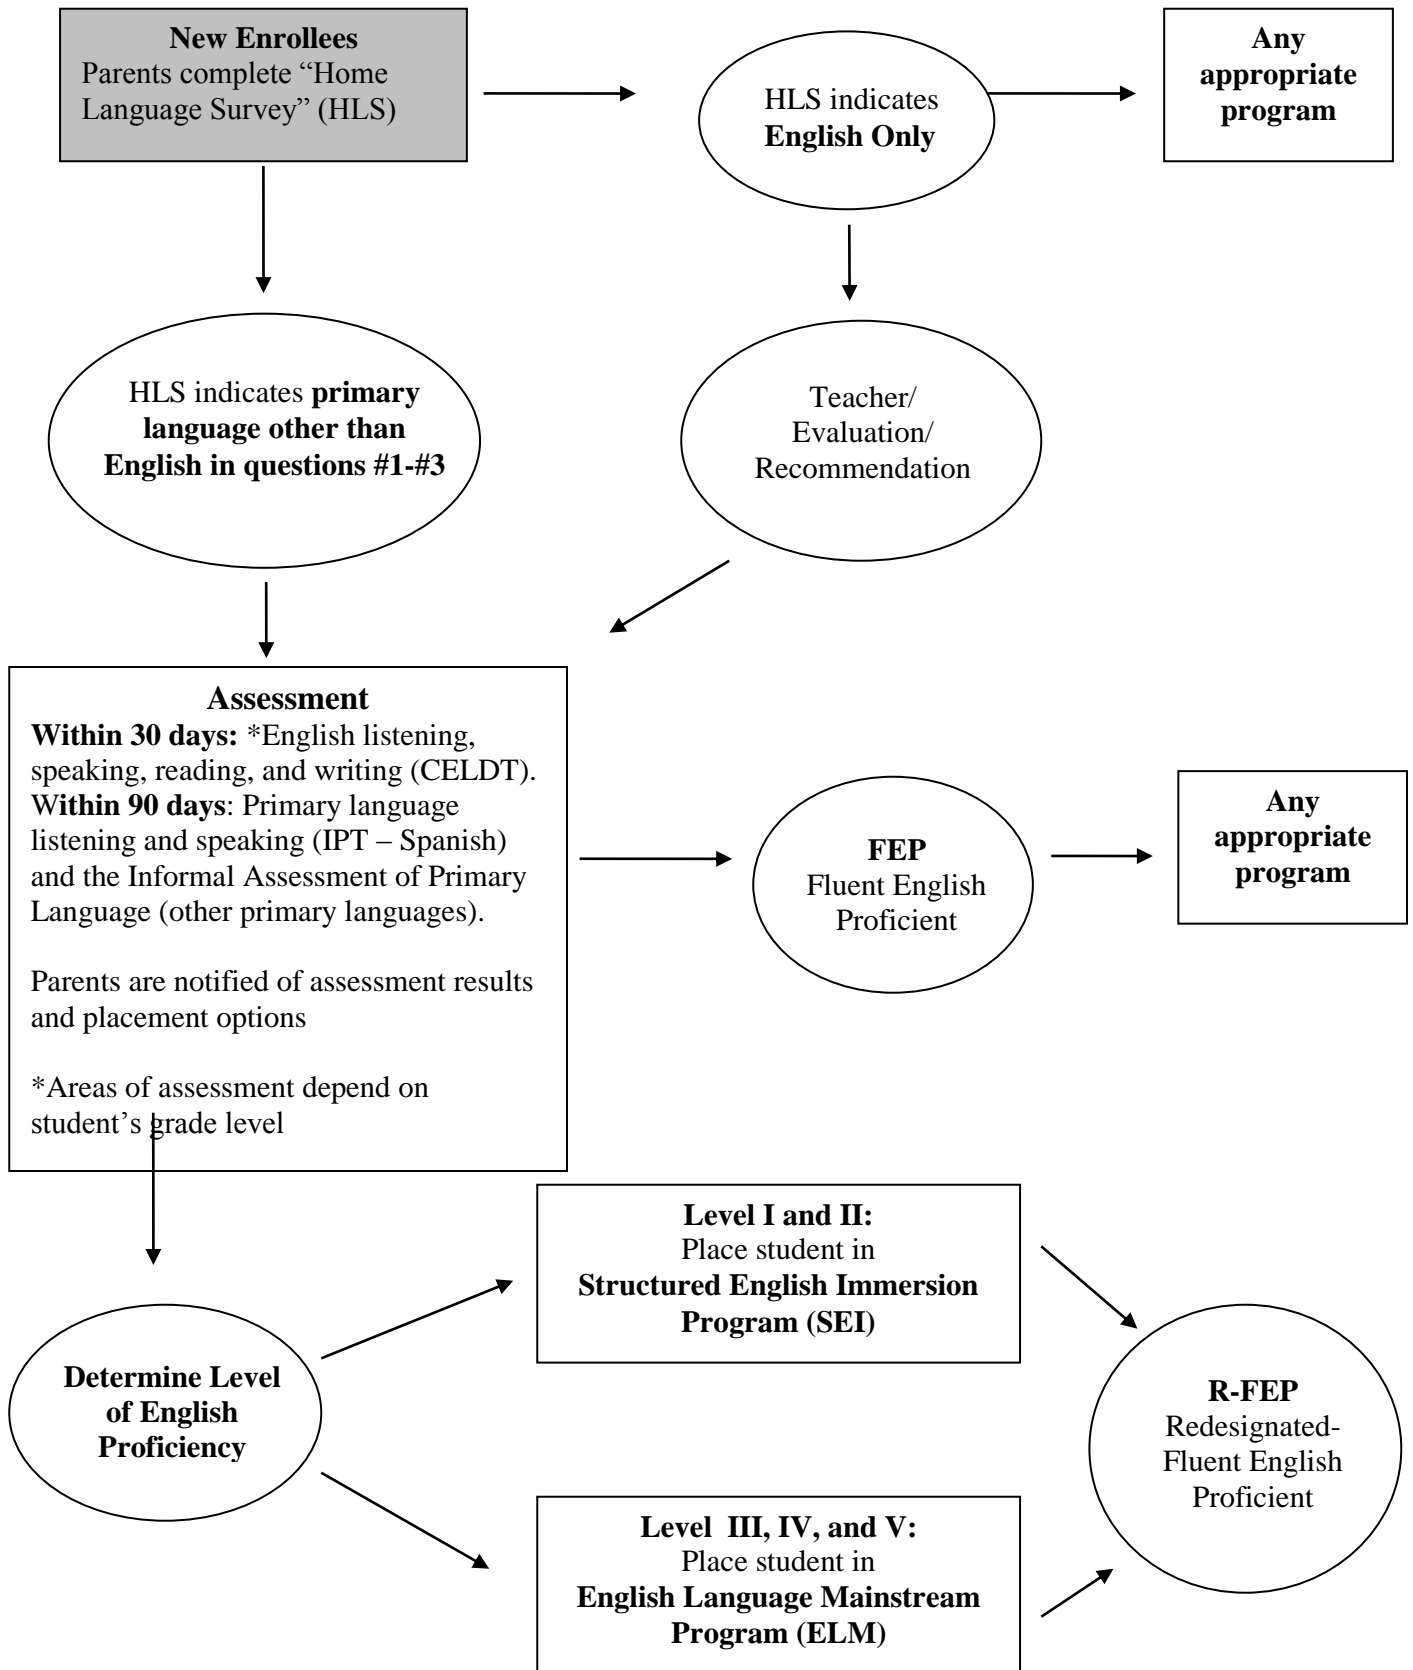 New Enrollees
Parents complete “Home
Language Survey” (HLS)
HLS indicates
English Only
Any
appropriate
program
HLS indicates primary
language other than
English in questions #1-#3
Teacher/
Evaluation/
Recommendation
Assessment
Within 30 days: *English listening,
speaking, reading, and writing (CELDT).
Within 90 days: Primary language
listening and speaking (IPT – Spanish)
and the Informal Assessment of Primary
Language (other primary languages).
Parents are notified of assessment results
and placement options
*Areas of assessment depend on
student’s grade level
FEP
Fluent English
Proficient
Any
appropriate
program
Determine Level
of English
Proficiency
Level I and II:
Place student in
Structured English Immersion
Program (SEI)
Level  III, IV, and V:
Place student in
English Language Mainstream
Program (ELM)
R-FEP
Redesignated-
Fluent English
Proficient